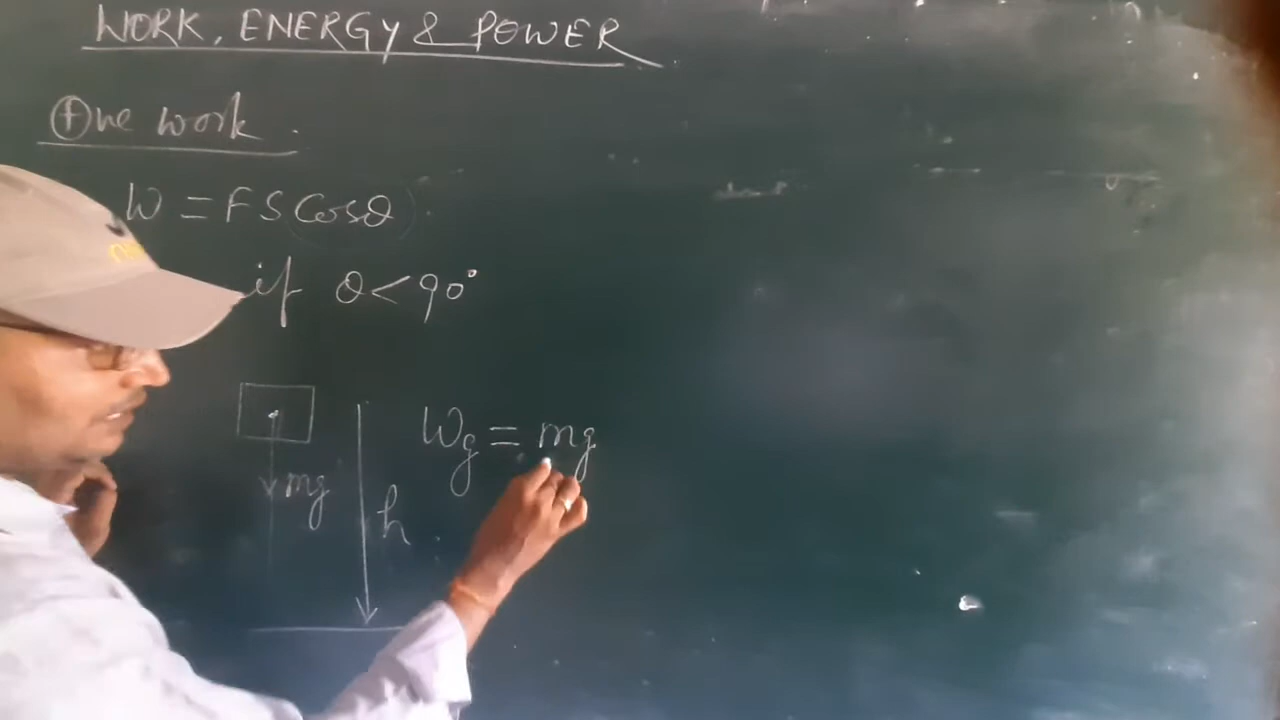 WORK, ENERGY & POWER
⊕ve work.
W = FS Cosθ
if θ < 90°
mg
h
Wg = mg